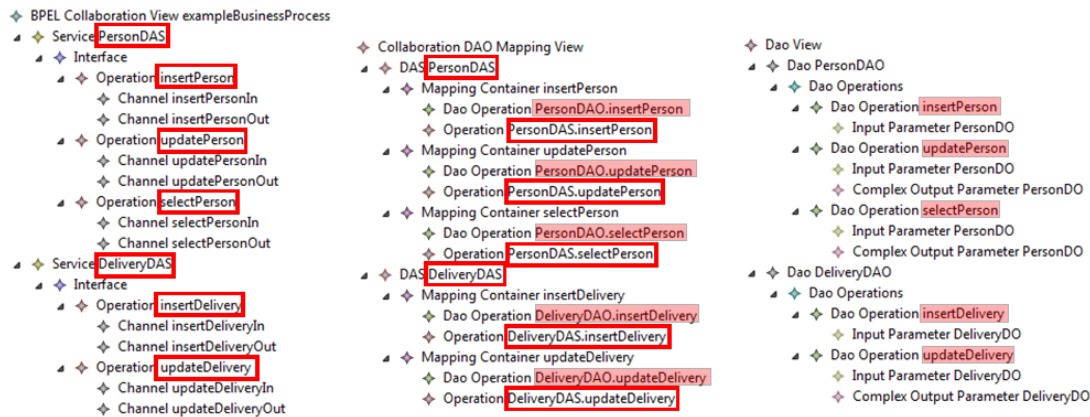 BPEL Collaboration View exampleBusinessProcess
Service PersonDAS
Interface
Operation insertPerson
Channel insertPersonIn
Channel insertPersonOut
Operation updatePerson
Channel updatePersonIn
Channel updatePersonOut
Operation selectPerson
Channel selectPersonIn
Channel selectPersonOut
Service DeliveryDAS
Interface
Operation insertDelivery
Channel insertDeliveryIn
Channel insertDeliveryOut
Operation updateDelivery
Channel updateDeliveryIn
Channel updateDeliveryOut
Collaboration DAO Mapping View
DAS PersonDAS
Mapping Container insertPerson
Dao Operation PersonDAO.insertPerson
Operation PersonDAS.insertPerson
Mapping Container updatePerson
Dao Operation PersonDAO.updatePerson
Operation PersonDAS.updatePerson
Mapping Container selectPerson
Dao Operation PersonDAO.selectPerson
Operation PersonDAS.selectPerson
DAS DeliveryDAS
Mapping Container insertDelivery
Dao Operation DeliveryDAO.insertDelivery
Operation DeliveryDAS.insertDelivery
Mapping Container updateDelivery
Dao Operation DeliveryDAO.updateDelivery
Operation DeliveryDAS.updateDelivery
Dao View
Dao PersonDAO
Dao Operations
Dao Operation insertPerson
Input Parameter PersonDO
Dao Operation updatePerson
Input Parameter PersonDO
Complex Output Parameter PersonDO
Dao Operation selectPerson
Input Parameter PersonDO
Complex Output Parameter PersonDO
Dao DeliveryDAO
Dao Operations
Dao Operation insertDelivery
Input Parameter DeliveryDO
Dao Operation updateDelivery
Input Parameter DeliveryDO
Complex Output Parameter DeliveryDO